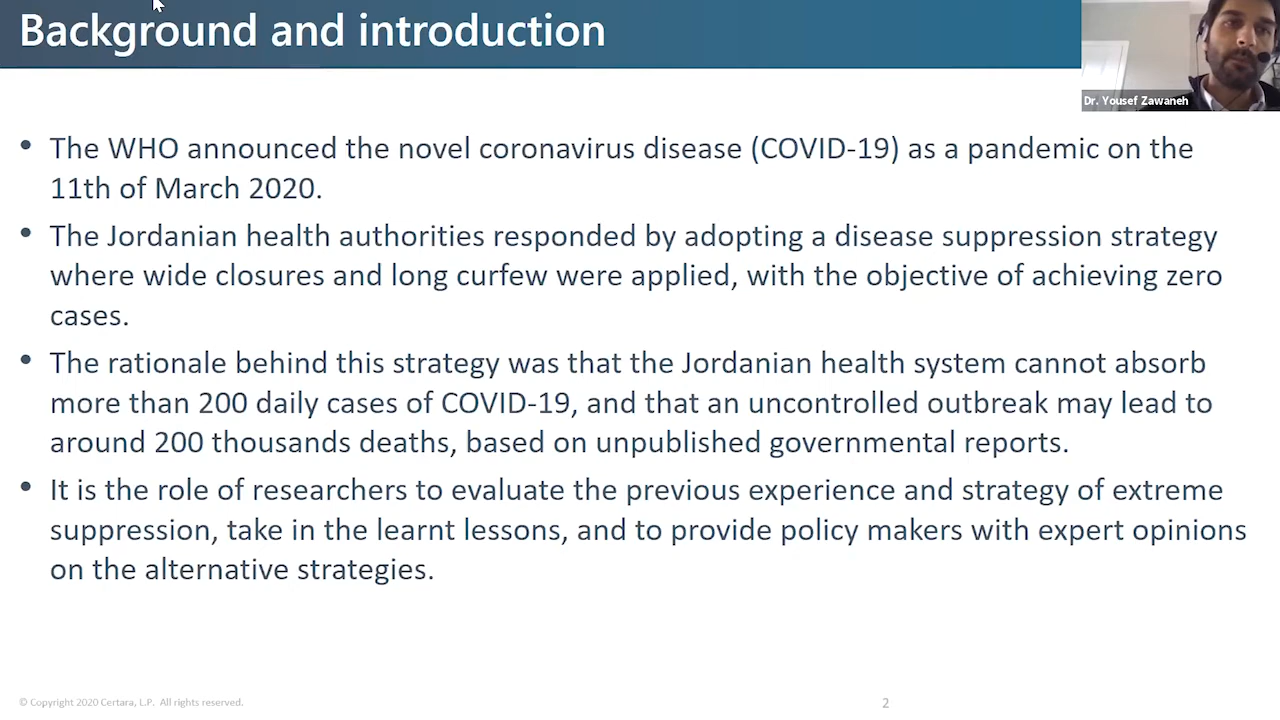 Background and introduction
Dr. Yousef Zawaneh
• The WHO announced the novel coronavirus disease (COVID-19) as a pandemic on the
11th of March 2020.
• The Jordanian health authorities responded by adopting a disease suppression strategy
where wide closures and long curfew were applied, with the objective of achieving zero
cases.
• The rationale behind this strategy was that the Jordanian health system cannot absorb
more than 200 daily cases of COVID-19, and that an uncontrolled outbreak may lead to
around 200 thousands deaths, based on unpublished governmental reports.
• It is the role of researchers to evaluate the previous experience and strategy of extreme
suppression, take in the learnt lessons, and to provide policy makers with expert opinions
on the alternative strategies.
© Copyright 2020 Certara, L.P. All rights reserved.
2